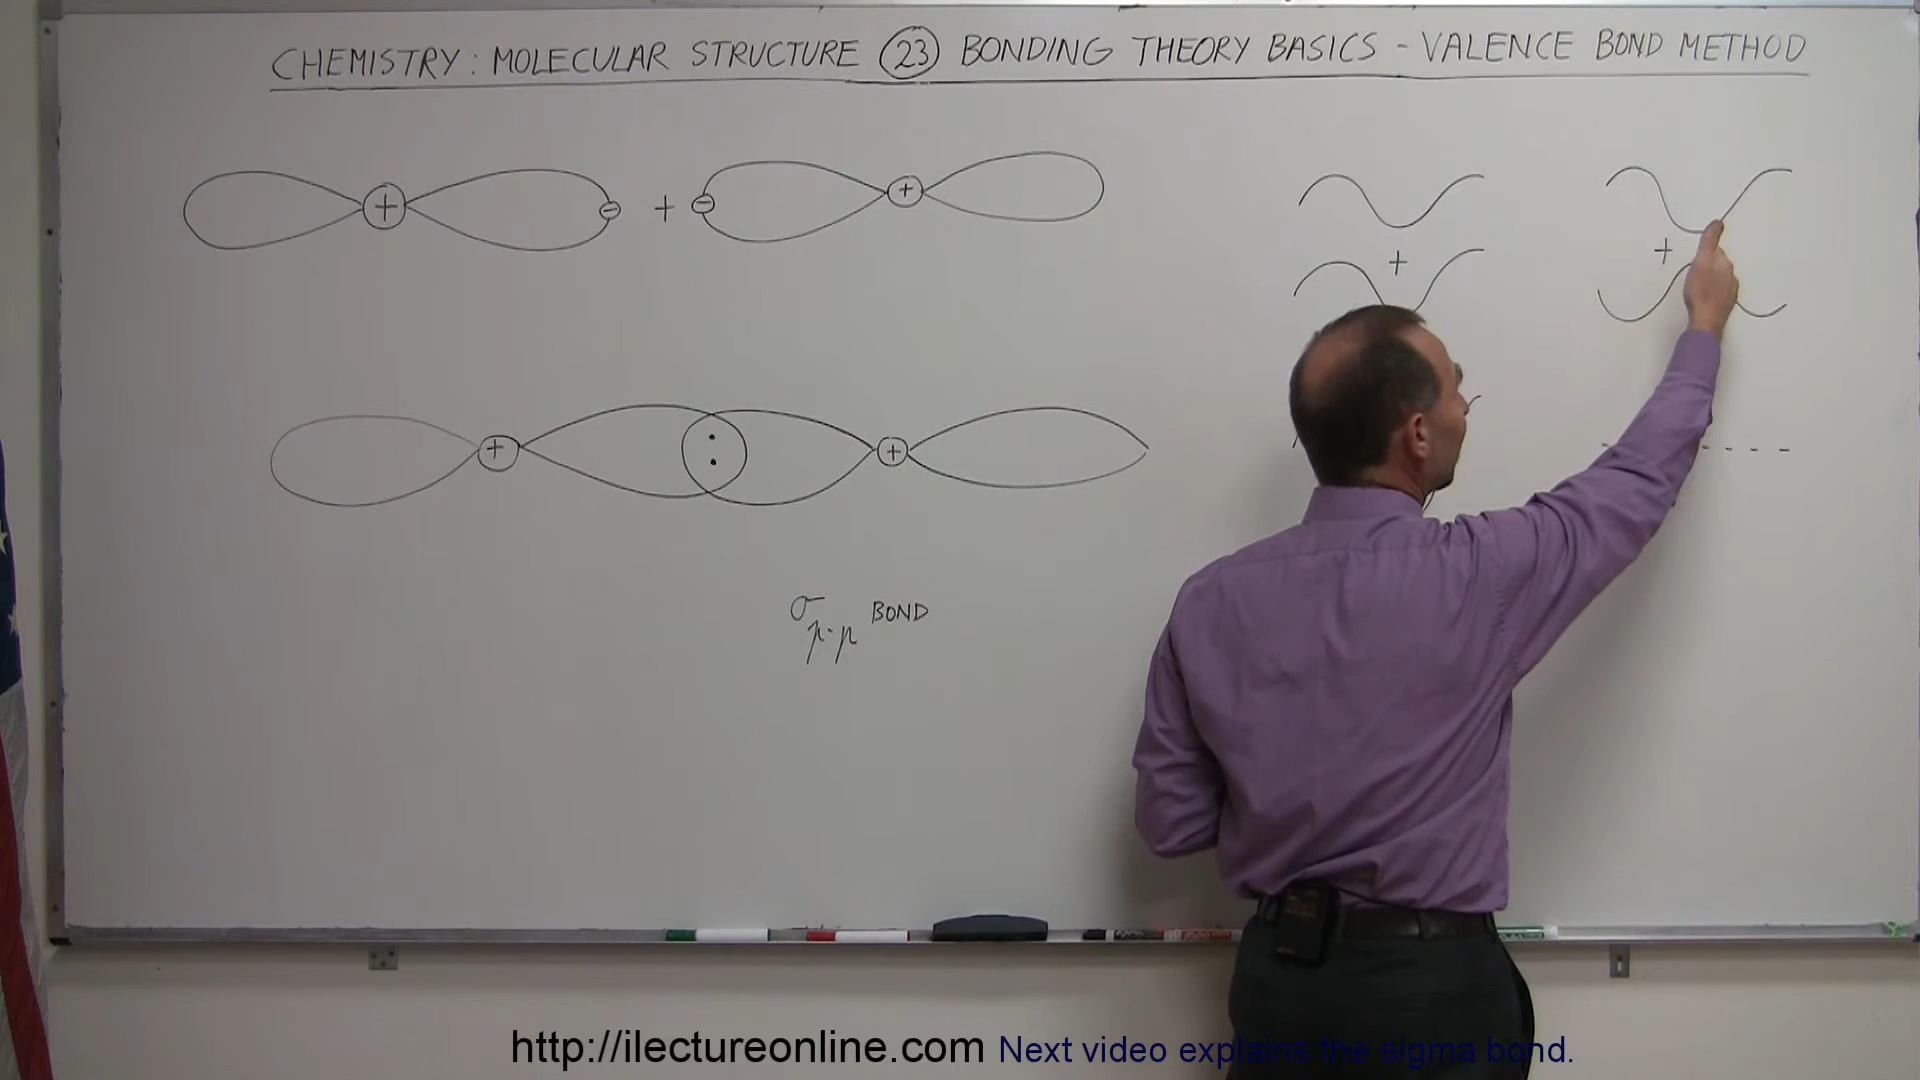 CHEMISTRY: MOLECULAR STRUCTURE 23 BONDING THEORY BASICS - VALENCE BOND METHOD
+ - + - +
+
+
+ : +
σp-p BOND
http://ilectureonline.com Next video explains the sigma bond.